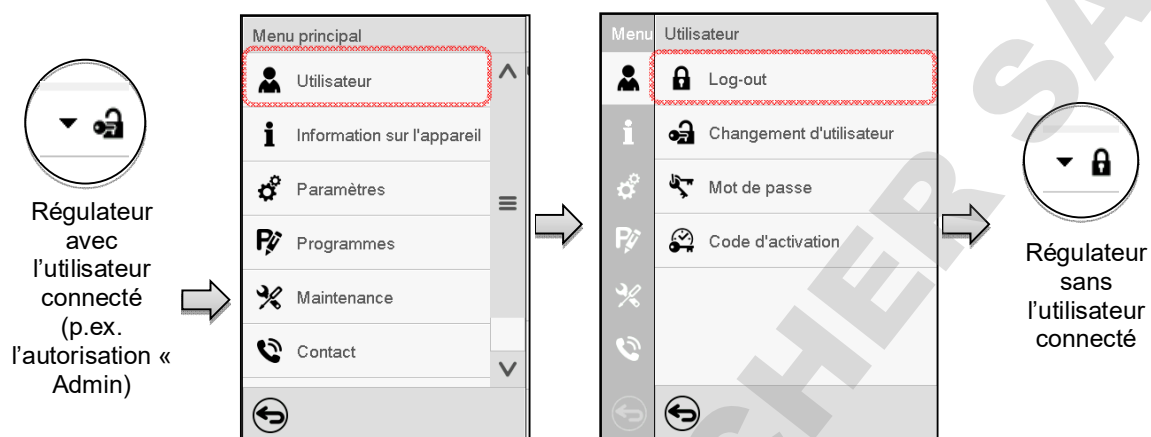 Régulateur
avec
l'utilisateur
connecté
(p.ex.
l'autorisation «
Admin)
Menu principal
Utilisateur
Information sur l'appareil
Paramètres
Programmes
Maintenance
Contact
Menu
Utilisateur
Log-out
Changement d'utilisateur
Mot de passe
Code d'activation
Régulateur
sans
l'utilisateur
connecté